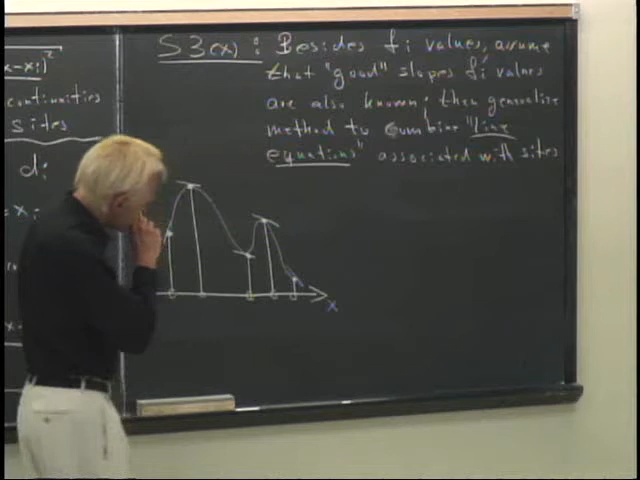 (x-xi)²
continuities
sites
di
= xi
S3(x) : Besides fi values, assume
that "good" slopes fi' values
are also known; then generalize
method to combine "line
equations" associated with sites
x